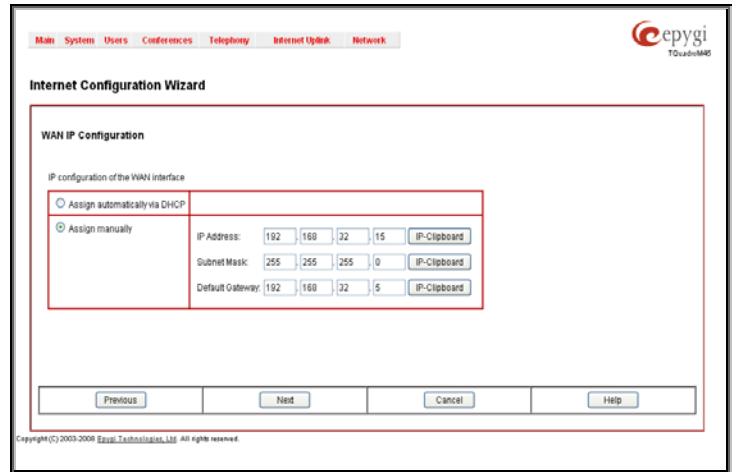 Main System Users Conferences Telephony Internet Uplink Network
epygi
TQuadroM45
Internet Configuration Wizard
WAN IP Configuration
IP configuration of the WAN interface
Assign automatically via DHCP
Assign manually
IP Address: 192 . 168 . 32 . 15 IP-Clipboard
Subnet Mask: 255 . 255 . 255 . 0 IP-Clipboard
Default Gateway: 192 . 168 . 32 . 5 IP-Clipboard
Previous Next Cancel Help
Copyright (C) 2003-2008 Epygi Technologies, Ltd. All rights reserved.